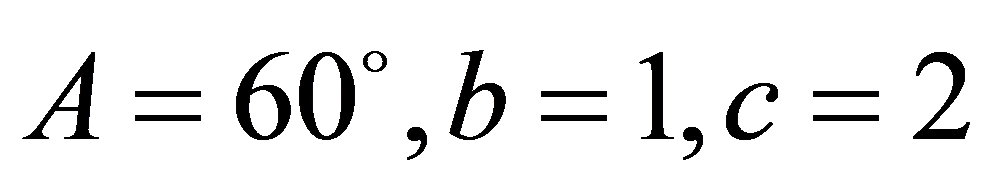 A = 60°, b = 1, c = 2